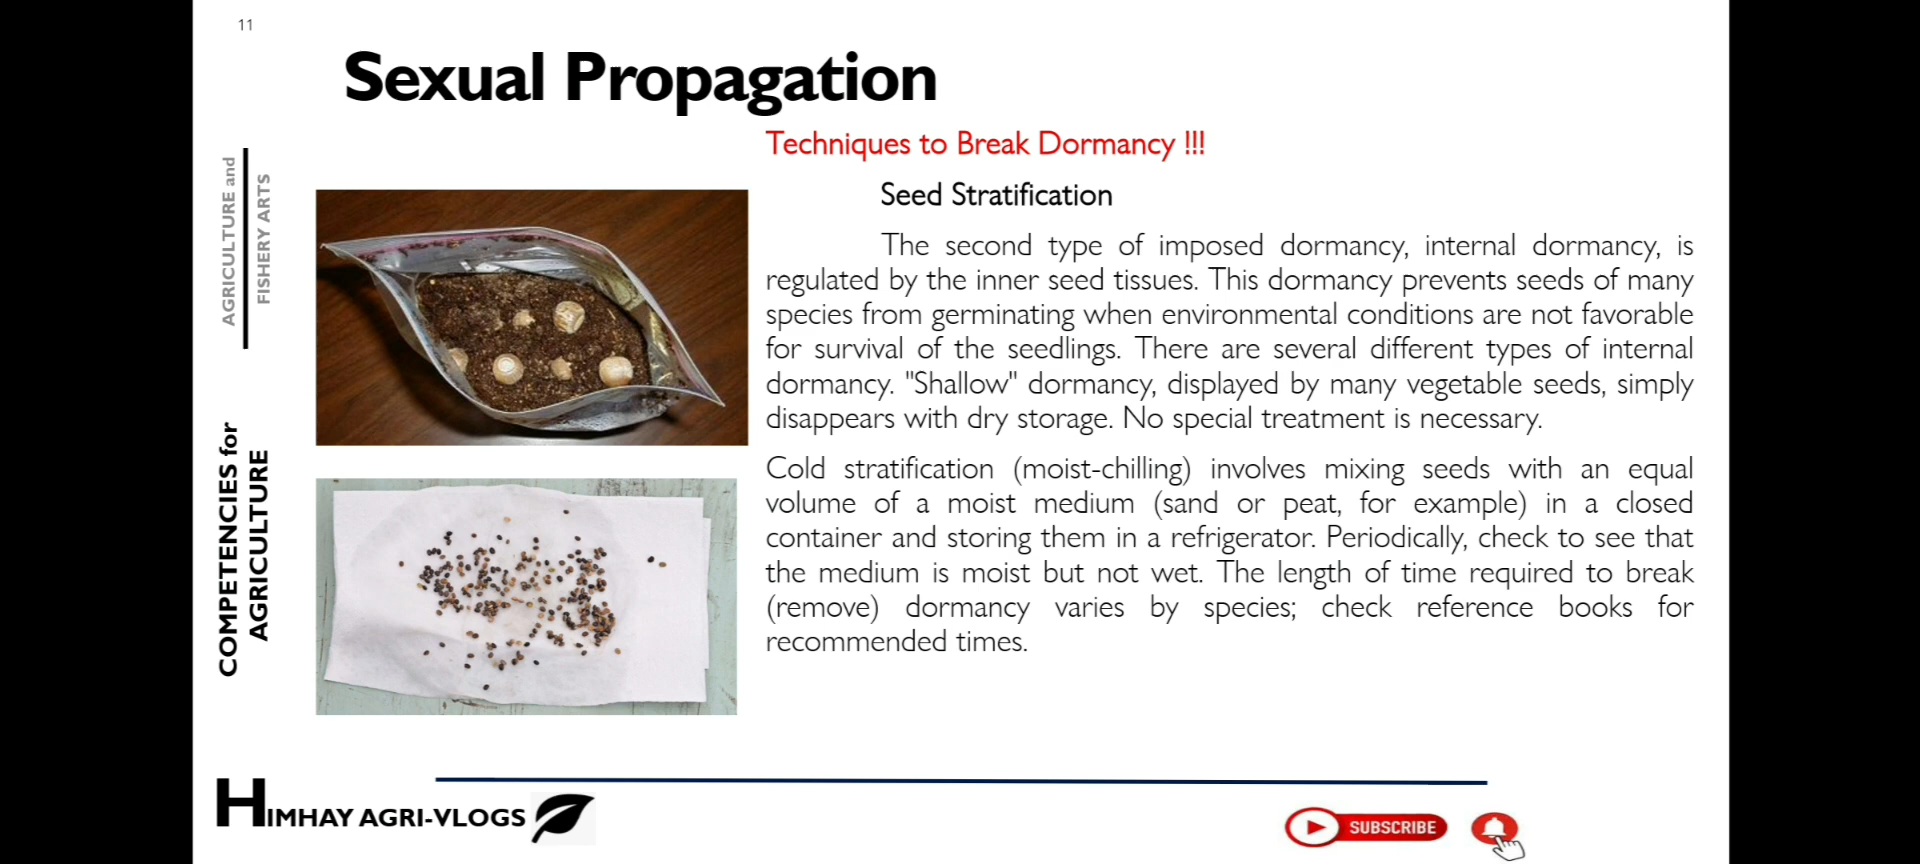 11
Sexual Propagation
Techniques to Break Dormancy !!!
AGRICULTURE and
FISHERY ARTS
COMPETENCIES for
AGRICULTURE
Seed Stratification
The second type of imposed dormancy, internal dormancy, is
regulated by the inner seed tissues. This dormancy prevents seeds of many
species from germinating when environmental conditions are not favorable
for survival of the seedlings. There are several different types of internal
dormancy. "Shallow" dormancy, displayed by many vegetable seeds, simply
disappears with dry storage. No special treatment is necessary.
Cold stratification (moist-chilling) involves mixing seeds with an equal
volume of a moist medium (sand or peat, for example) in a closed
container and storing them in a refrigerator. Periodically, check to see that
the medium is moist but not wet. The length of time required to break
(remove) dormancy varies by species; check reference books for
recommended times.
HIMHAY AGRI-VLOGS
SUBSCRIBE